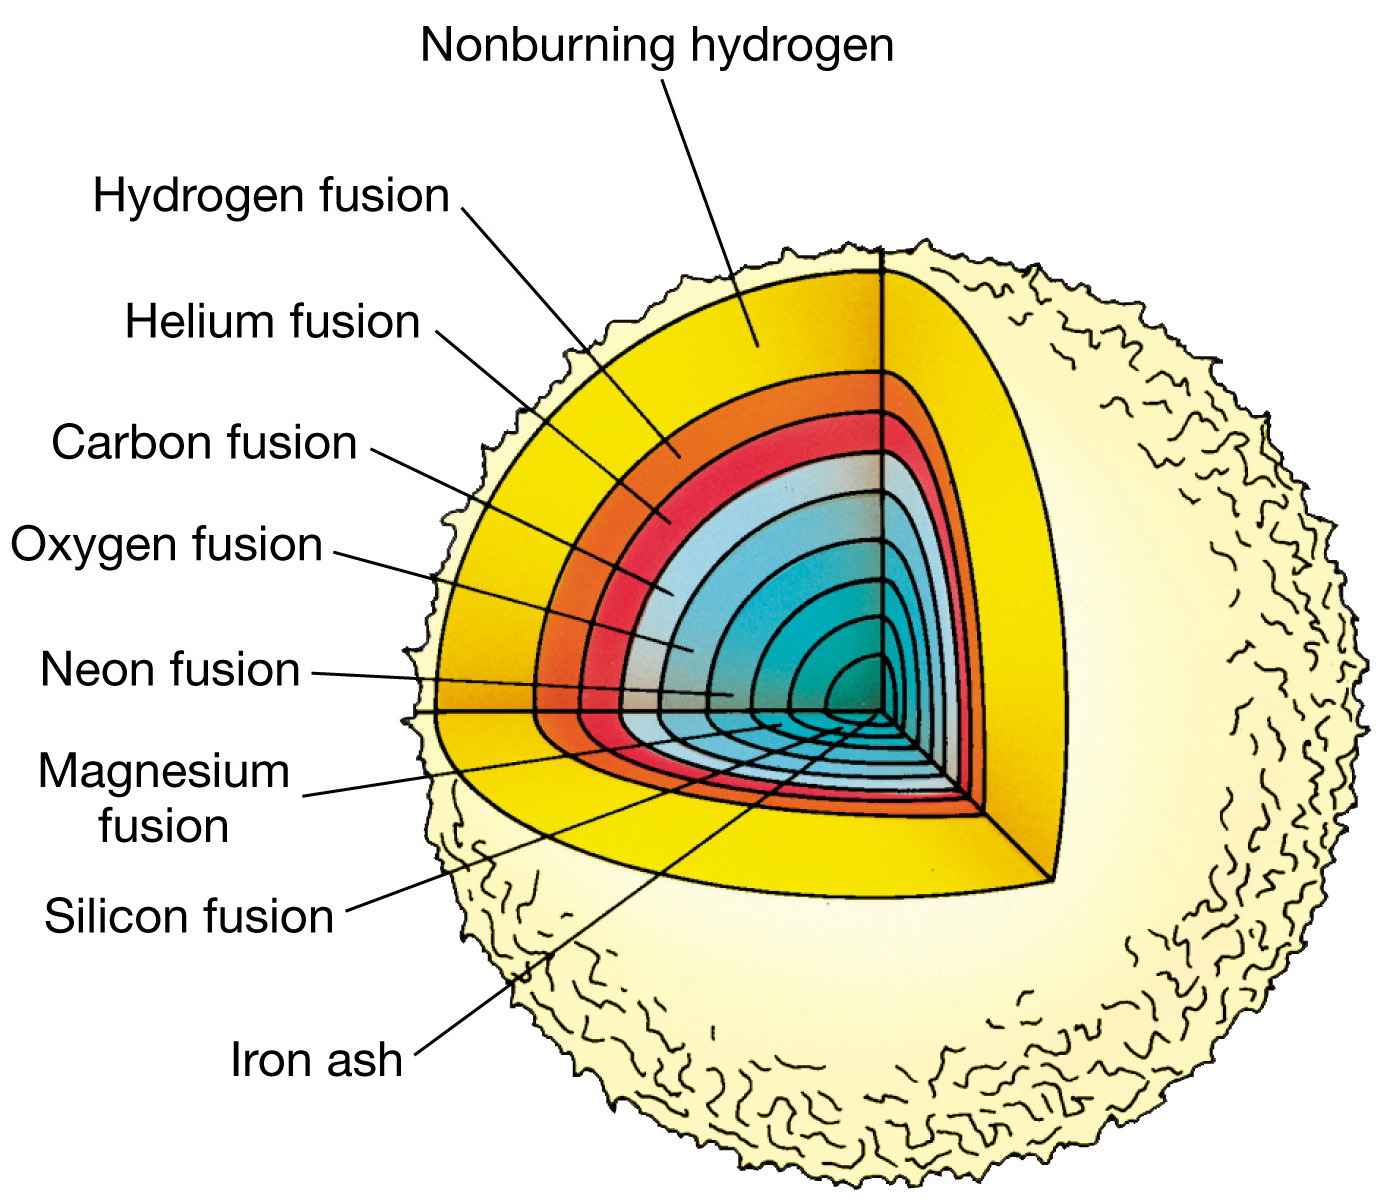 Nonburning hydrogen
Hydrogen fusion
Helium fusion
Carbon fusion
Oxygen fusion
Neon fusion
Magnesium
fusion
Silicon fusion
Iron ash